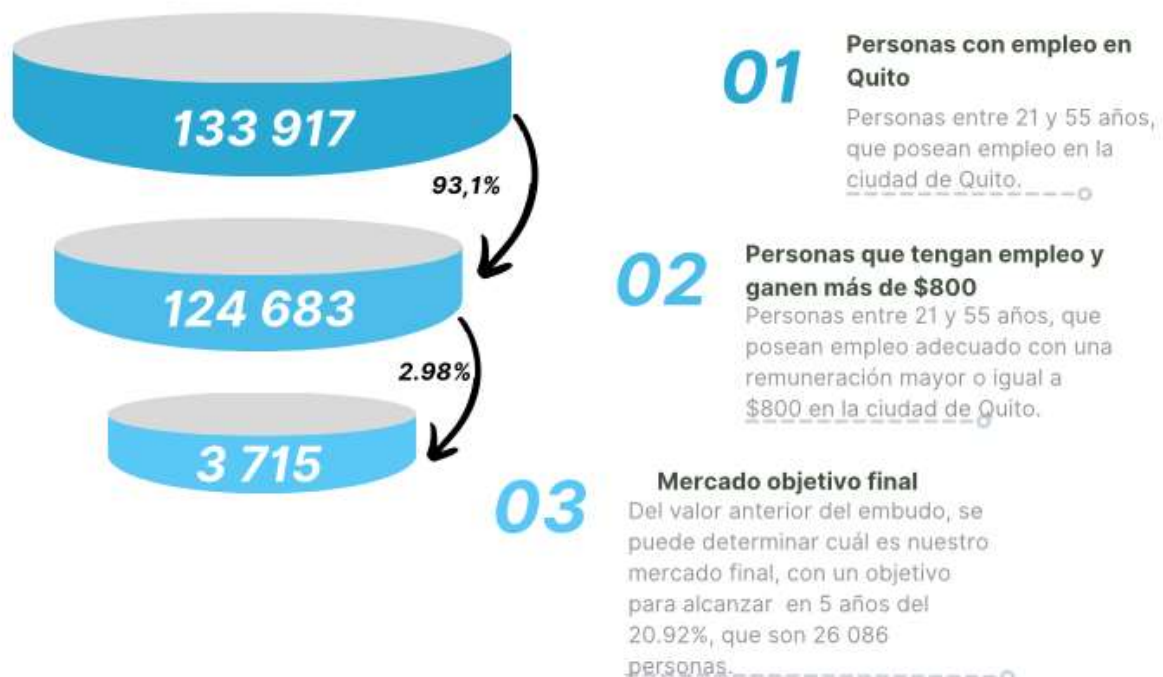 133 917
93,1%
124 683
2.98%
3 715
01
Personas con empleo en
Quito
Personas entre 21 y 55 años,
que posean empleo en la
ciudad de Quito.
02
Personas que tengan empleo y
ganen más de $800
Personas entre 21 y 55 años, que
posean empleo adecuado con una
remuneración mayor o igual a
$800 en la ciudad de Quito.
03
Mercado objetivo final
Del valor anterior del embudo, se
puede determinar cuál es nuestro
mercado final, con un objetivo
para alcanzar en 5 años del
20.92%, que son 26 086
personas.